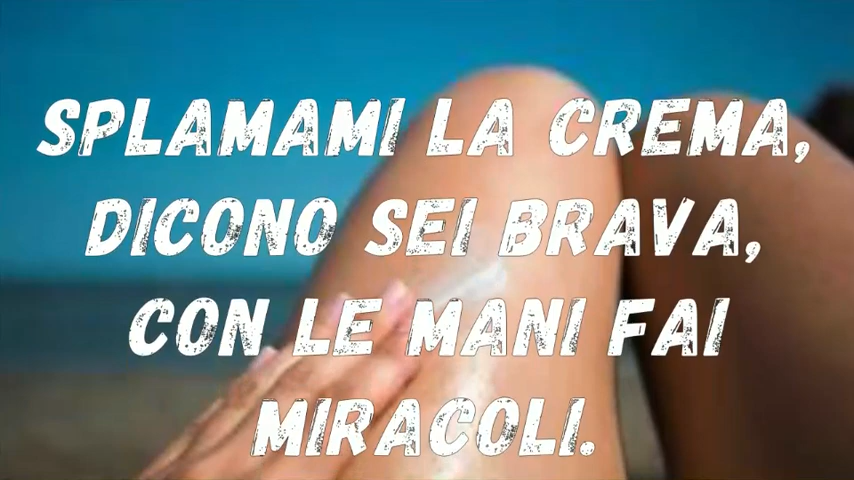 SPLAMAMI LA CREMA,
DICONO SEI BRAVA,
CON LE MANI FAI
MIRACOLI.